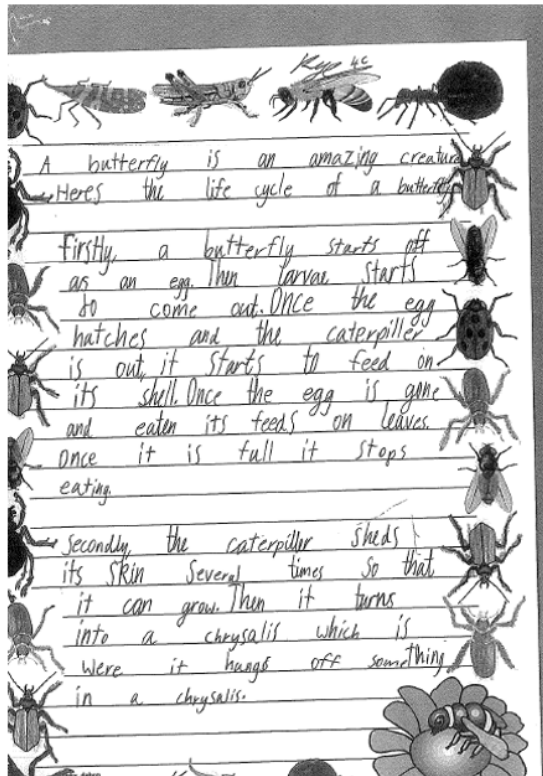 4C
A butterfly is an amazing creature
Heres the life cycle of a butterfly
Firstly, a butterfly starts off
as an egg. Then larvae starts
to come out. Once the egg
hatches and the caterpiller
is out, it starts to feed on
its shell. Once the egg is gone
and eaten its feeds on leaves.
Once it is full it stops
eating.
Secondly, the caterpiller sheds
its skin several times so that
it can grow. Then it turns
into a chrysalis which is
were it hangs off something
in a chrysalis.